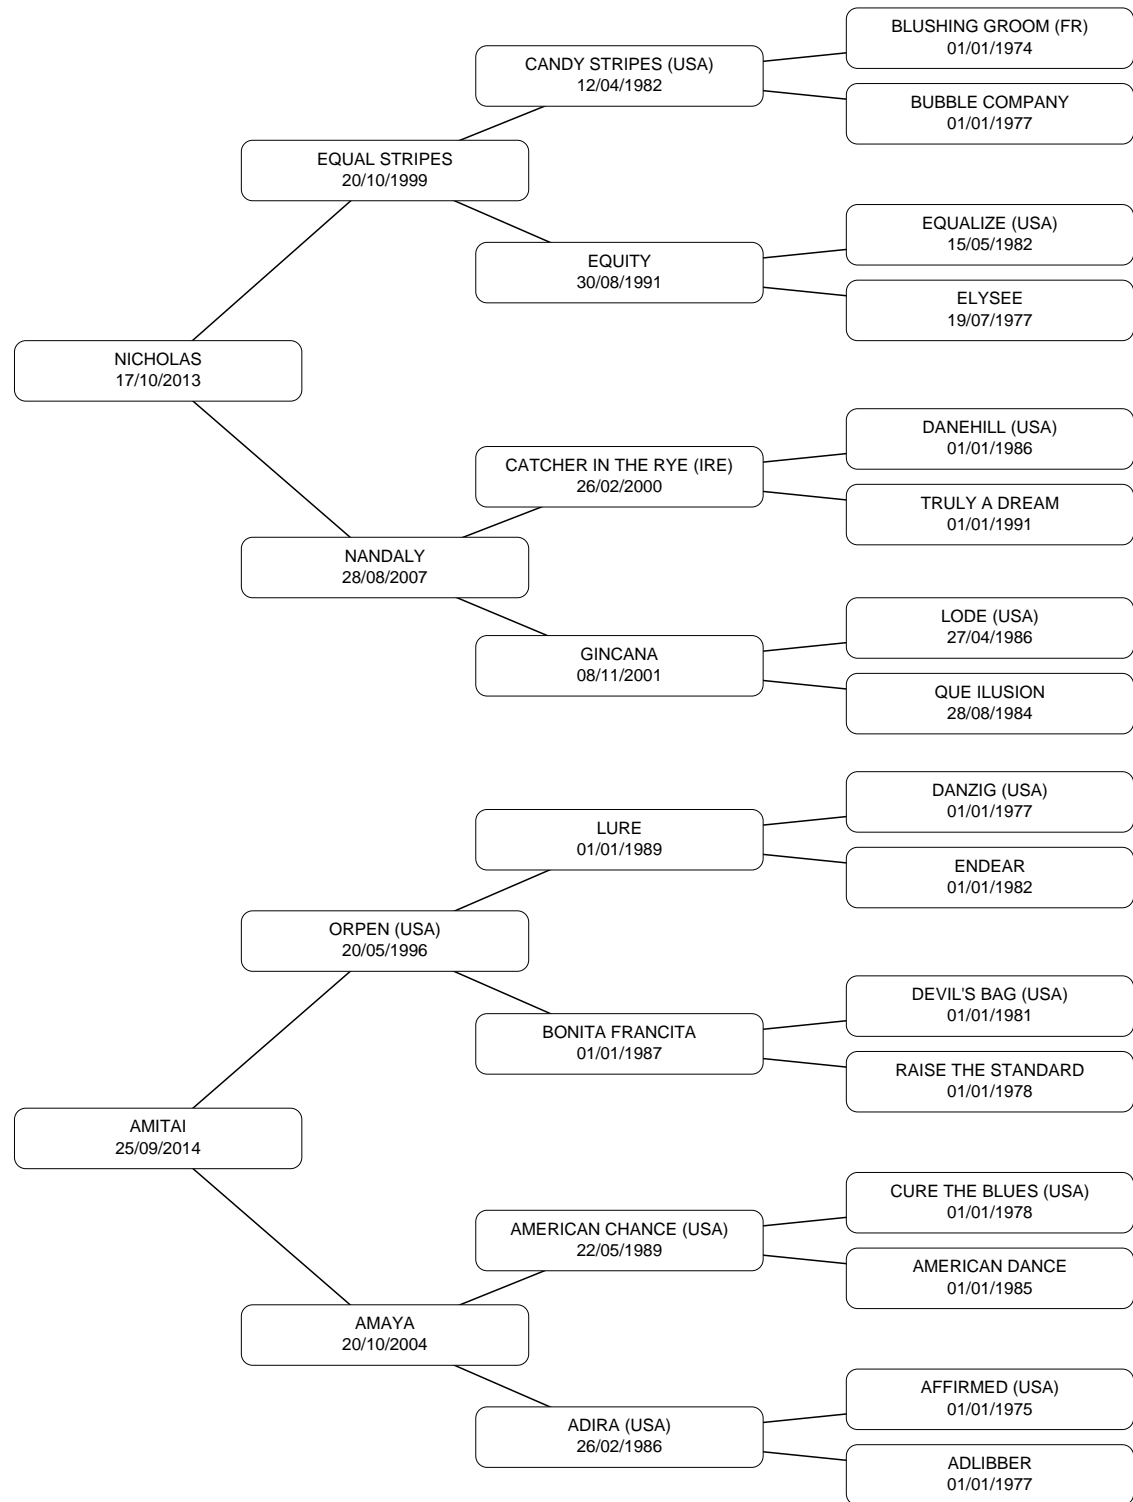 BLUSHING GROOM (FR)
01/01/1974
CANDY STRIPES (USA)
12/04/1982
BUBBLE COMPANY
01/01/1977
EQUAL STRIPES
20/10/1999
EQUALIZE (USA)
15/05/1982
EQUITY
30/08/1991
ELYSEE
19/07/1977
NICHOLAS
17/10/2013
DANEHILL (USA)
01/01/1986
CATCHER IN THE RYE (IRE)
26/02/2000
TRULY A DREAM
01/01/1991
NANDALY
28/08/2007
LODE (USA)
27/04/1986
GINCANA
08/11/2001
QUE ILUSION
28/08/1984
DANZIG (USA)
01/01/1977
LURE
01/01/1989
ENDEAR
01/01/1982
ORPEN (USA)
20/05/1996
DEVIL'S BAG (USA)
01/01/1981
BONITA FRANCITA
01/01/1987
RAISE THE STANDARD
01/01/1978
AMITAI
25/09/2014
CURE THE BLUES (USA)
01/01/1978
AMERICAN CHANCE (USA)
22/05/1989
AMERICAN DANCE
01/01/1985
AMAYA
20/10/2004
AFFIRMED (USA)
01/01/1975
ADIRA (USA)
26/02/1986
ADLIBBER
01/01/1977